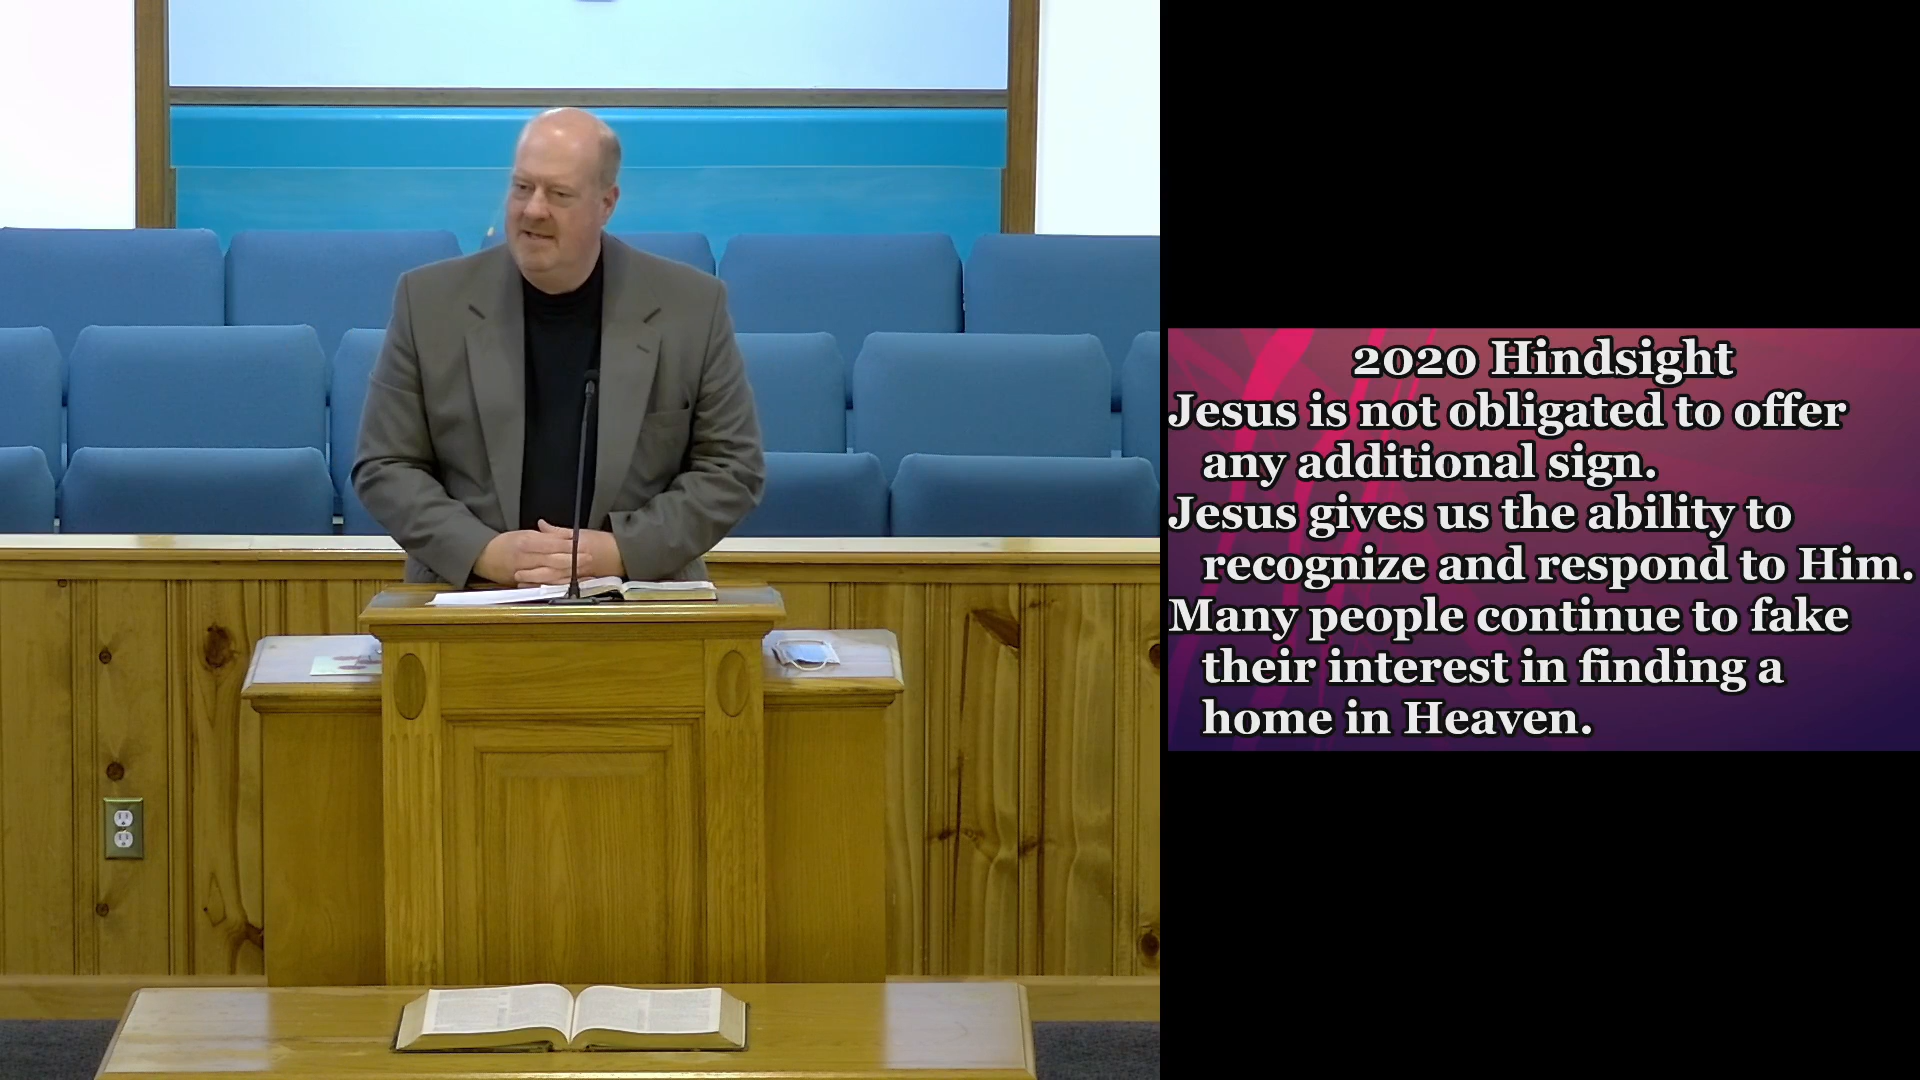 2020 Hindsight
Jesus is not obligated to offer
any additional sign.
Jesus gives us the ability to
recognize and respond to Him.
Many people continue to fake
their interest in finding a
home in Heaven.